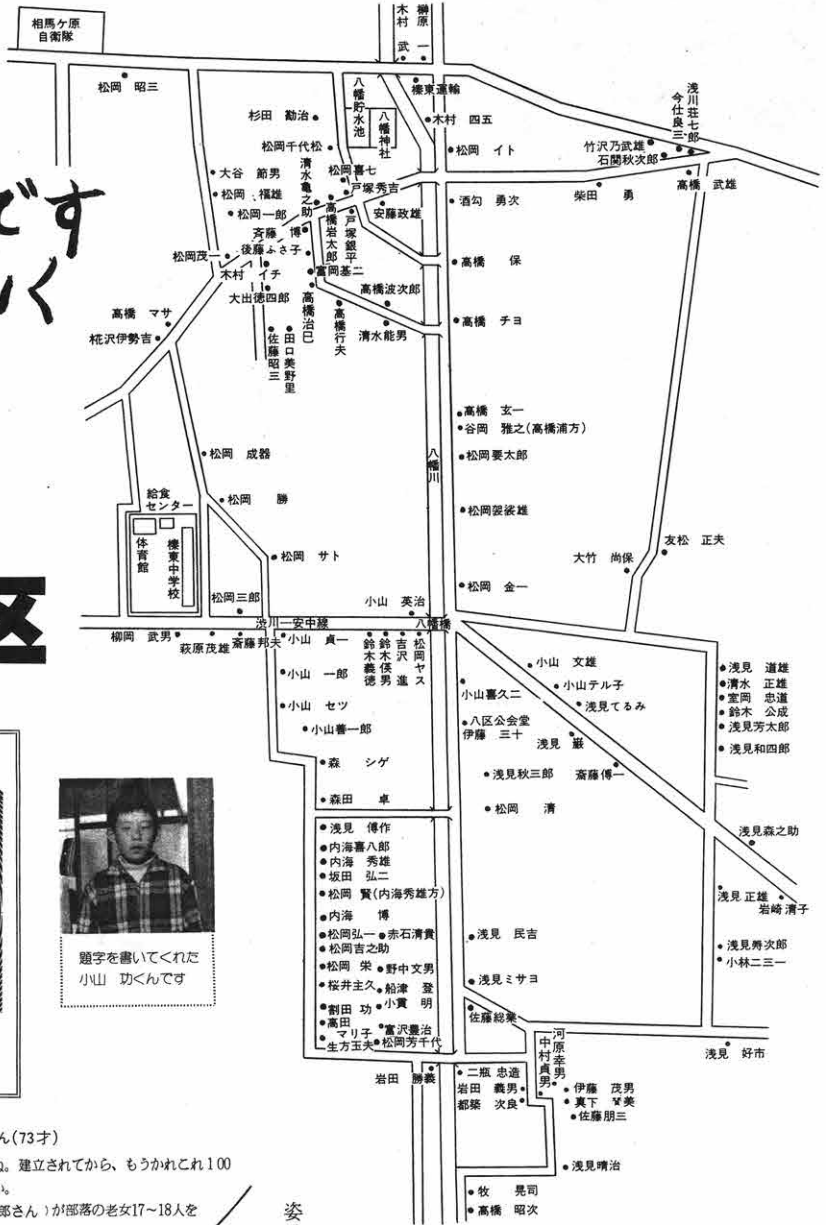 相馬ケ原
自衛隊
榛原 一
木村 武
松岡 昭三
榛東運輸
八幡貯水池
八幡神社
杉田 勘治
木村 四五
松岡千代松
松岡 イト
浅川荘七郎
今仕良三
竹沢乃武雄
石関秋次郎
高橋 武雄
柴田 勇
大谷 節男
清水亀之助
松岡喜七
戸塚秀吉
松岡 福雄
安藤政雄
酒勾 勇次
松岡一郎
斉藤 博
高橋岩太郎
戸塚銀平
です
く
松岡茂一
後藤ふさ子
木村 イチ
富岡基二
高橋 保
大出徳四郎
高橋治巳
高橋波次郎
高橋行夫
清水能男
高橋 チヨ
高橋 マサ
椛沢伊勢吉
佐藤昭三
田口美野里
高橋 玄一
谷岡 雅之(高橋浦方)
松岡要太郎
八幡川
松岡 成器
松岡袈裟雄
給食
センター
松岡 勝
体育館
榛東中学校
松岡 サト
友松 正夫
大竹 尚保
松岡 金一
松岡三郎
小山 英治
渋川―安中線
八幡橋
区
柳岡 武男
萩原茂雄
斎藤邦夫
小山 貞一
鈴木義徳
鈴木俣男
吉沢 進
松岡ヤス
小山 文雄
小山 一郎
小山喜久二
小山テル子
浅見てるみ
浅見 道雄
清水 正雄
室岡 忠道
鈴木 公成
浅見芳太郎
浅見和四郎
小山 セツ
小山善一郎
八区公会堂
伊藤 三十
浅見 巌
斎藤傳一
森 シゲ
浅見秋三郎
森田 卓
松岡 清
浅見 傳作
内海喜八郎
内海 秀雄
坂田 弘二
松岡 賢(内海秀雄方)
内海 博
浅見森之助
浅見正雄
岩崎清子
松岡弘一
赤石清貴
松岡吉之助
浅見 民吉
浅見寿次郎
小林二三一
題字を書いてくれた
小山 功くんです
松岡 栄
野中文男
桜井主久
船津 登
浅見ミサヨ
割田 功
小貫 明
佐藤総業
高田
マリ子
富沢豊治
生方玉夫
松岡芳千代
河原幸男
中村貞男
浅見 好市
岩田 勝義
二瓶 忠造
岩田 義男
都築 次良
伊藤 茂男
真下
佐藤朋三
浅見晴治
牧 晃司
高橋 昭次
ん(73才)
ね。建立されてから、もうかれこれ100
い。
郎さん)が部落の老女17~18人を
姿